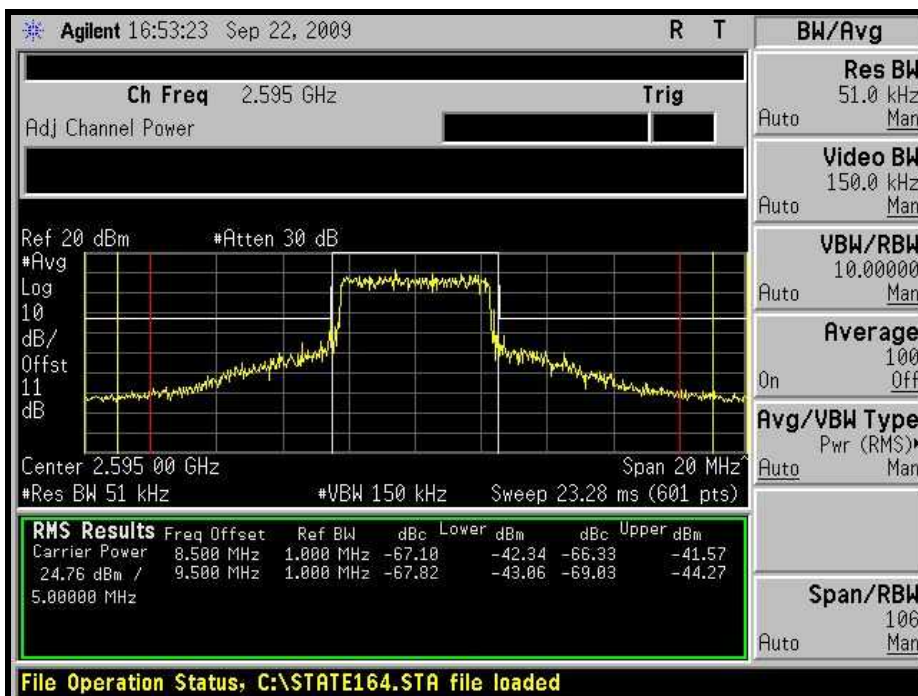 Agilent 16:53:23 Sep 22, 2009 R T
BW/Avg
Ch Freq 2.595 GHz Trig
Adj Channel Power
Ref 20 dBm #Atten 30 dB
#Avg
Log
10
dB/
Offst
11
dB
Center 2.595 00 GHz Span 20 MHz^
#Res BW 51 kHz #VBW 150 kHz Sweep 23.28 ms (601 pts)
RMS Results Freq Offset Ref BW dBc Lower dBm dBc Upper dBm
Carrier Power 8.500 MHz 1.000 MHz -67.10 -42.34 -66.33 -41.57
24.76 dBm / 9.500 MHz 1.000 MHz -67.82 -43.06 -69.03 -44.27
5.00000 MHz
Res BW
51.0 kHz
Auto Man
Video BW
150.0 kHz
Auto Man
VBW/RBW
10.00000
Auto Man
Average
100
On Off
Avg/VBW Type
Pwr (RMS)▸
Auto Man
Span/RBW
106
Auto Man
File Operation Status, C:\STATE164.STA file loaded